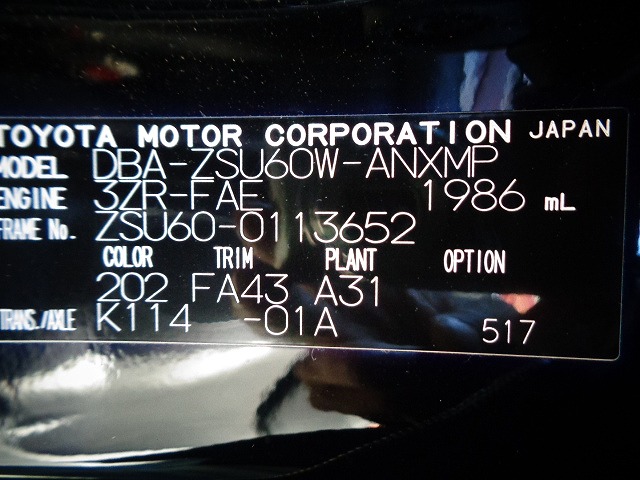 TOYOTA MOTOR CORPORATION JAPAN
MODEL DBA-ZSU60W-ANXMP
ENGINE 3ZR-FAE 1986 mL
FRAME No. ZSU60-0113652
COLOR TRIM PLANT OPTION
202 FA43 A31
TRANS./AXLE K114 -01A 517